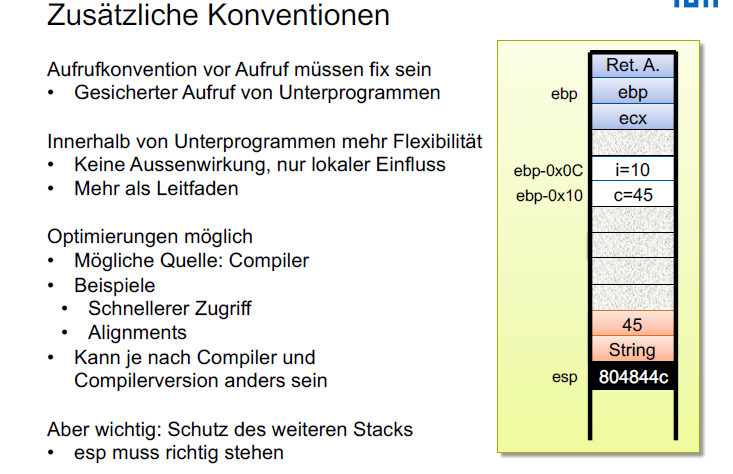 Zusätzliche Konventionen
Aufrufkonvention vor Aufruf müssen fix sein
• Gesicherter Aufruf von Unterprogrammen
Innerhalb von Unterprogrammen mehr Flexibilität
• Keine Aussenwirkung, nur lokaler Einfluss
• Mehr als Leitfaden
Optimierungen möglich
• Mögliche Quelle: Compiler
• Beispiele
• Schnellerer Zugriff
• Alignments
• Kann je nach Compiler und
Compilerversion anders sein
Aber wichtig: Schutz des weiteren Stacks
• esp muss richtig stehen
Ret. A.
ebp ebp
ecx
ebp-0x0C i=10
ebp-0x10 c=45
45
String
esp 804844c